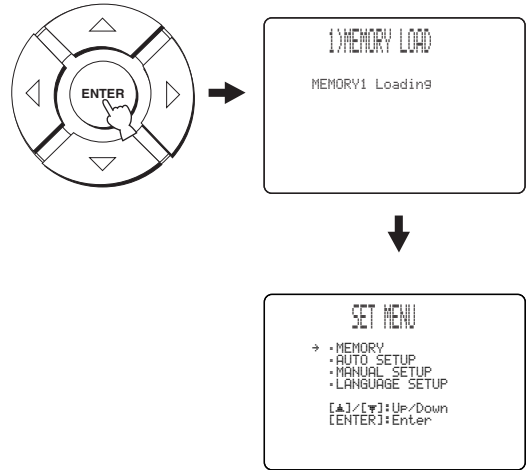 ENTER
1)MEMORY LOAD
MEMORY1 Loading
SET MENU
→ ·MEMORY
·AUTO SETUP
·MANUAL SETUP
·LANGUAGE SETUP
[▲]/[▼]:Up/Down
[ENTER]:Enter